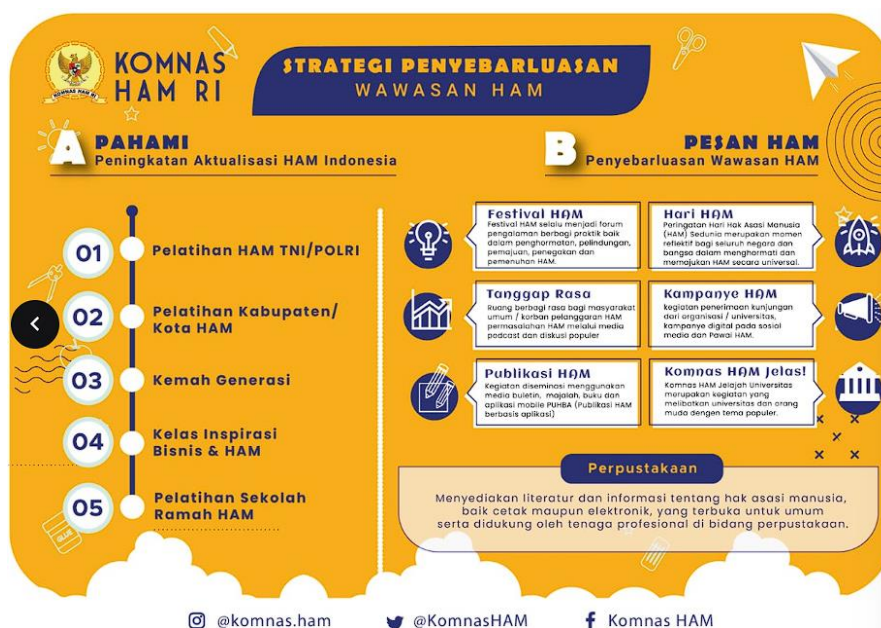 KOMNAS
HAM RI
KOMNAS HAM RI
STRATEGI PENYEBARLUASAN
WAWASAN HAM
A PAHAMI
Peningkatan Aktualisasi HAM Indonesia
01 Pelatihan HAM TNI/POLRI
02 Pelatihan Kabupaten/
Kota HAM
03 Kemah Generasi
04 Kelas Inspirasi
Bisnis & HAM
05 Pelatihan Sekolah
Ramah HAM
GLUE
B PESAN HAM
Penyebarluasan Wawasan HAM
Festival HAM
Festival HAM selalu menjadi forum
pengalaman berbagi praktik baik
dalam penghormatan, pelindungan,
pemajuan, penegakan dan
pemenuhan HAM.
Hari HAM
Peringatan Hari Hak Asasi Manusia
(HAM) Sedunia merupakan momen
reflektif bagi seluruh negara dan
bangsa dalam menghormati dan
memajukan HAM secara universal.
Tanggap Rasa
Ruang berbagi rasa bagi masyarakat
umum / korban pelanggaran HAM
permasalahan HAM melalui media
podcast dan diskusi populer
Kampanye HAM
kegiatan penerimaan kunjungan
dari organisasi / universitas,
kampanye digital pada sosial
media dan Pawai HAM.
Publikasi HAM
Kegiatan diseminasi menggunakan
media buletin, majalah, buku dan
aplikasi mobile PUHBA (Publikasi HAM
berbasis aplikasi)
Komnas HAM Jelas!
Komnas HAM Jelajah Universitas
merupakan kegiatan yang
melibatkan universitas dan orang
muda dengen tema populer.
Perpustakaan
Menyediakan literatur dan informasi tentang hak asasi manusia,
baik cetak maupun elektronik, yang terbuka untuk umum
serta didukung oleh tenaga profesional di bidang perpustakaan.
@komnas.ham @KomnasHAM Komnas HAM